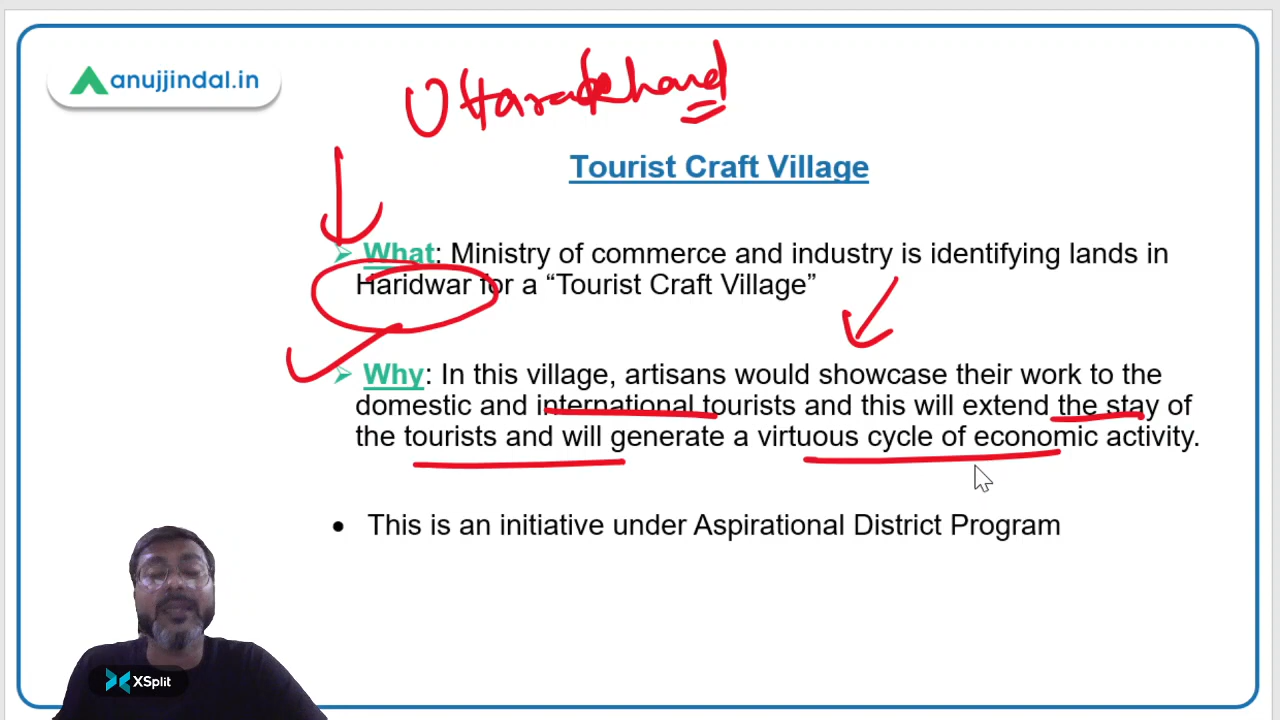 anujjindal.in
Uttarakhand
Tourist Craft Village
What: Ministry of commerce and industry is identifying lands in
Haridwar for a “Tourist Craft Village”
Why: In this village, artisans would showcase their work to the
domestic and international tourists and this will extend the stay of
the tourists and will generate a virtuous cycle of economic activity.
This is an initiative under Aspirational District Program
XSplit